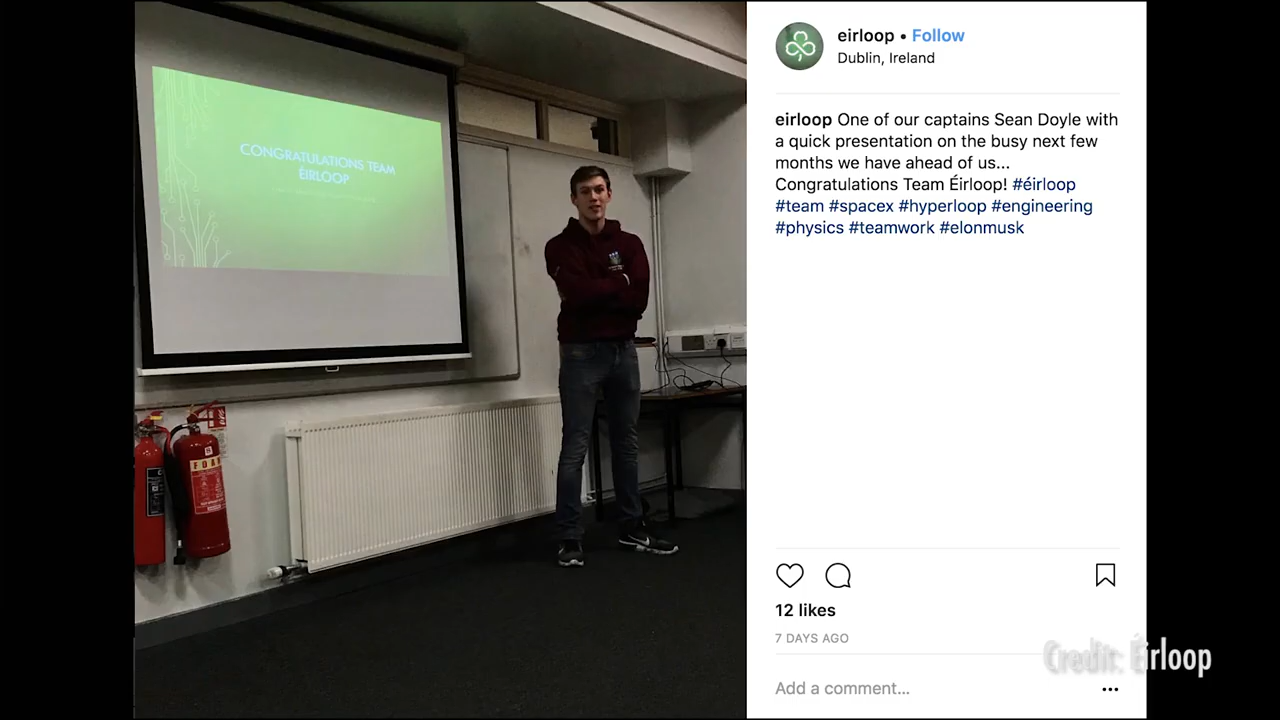 CONGRATULATIONS TEAM
ÉIRLOOP
FOAM
eirloop • Follow
Dublin, Ireland
eirloop One of our captains Sean Doyle with
a quick presentation on the busy next few
months we have ahead of us...
Congratulations Team Éirloop! #éirloop
#team #spacex #hyperloop #engineering
#physics #teamwork #elonmusk
12 likes
7 DAYS AGO
Credit: Éirloop
Add a comment...